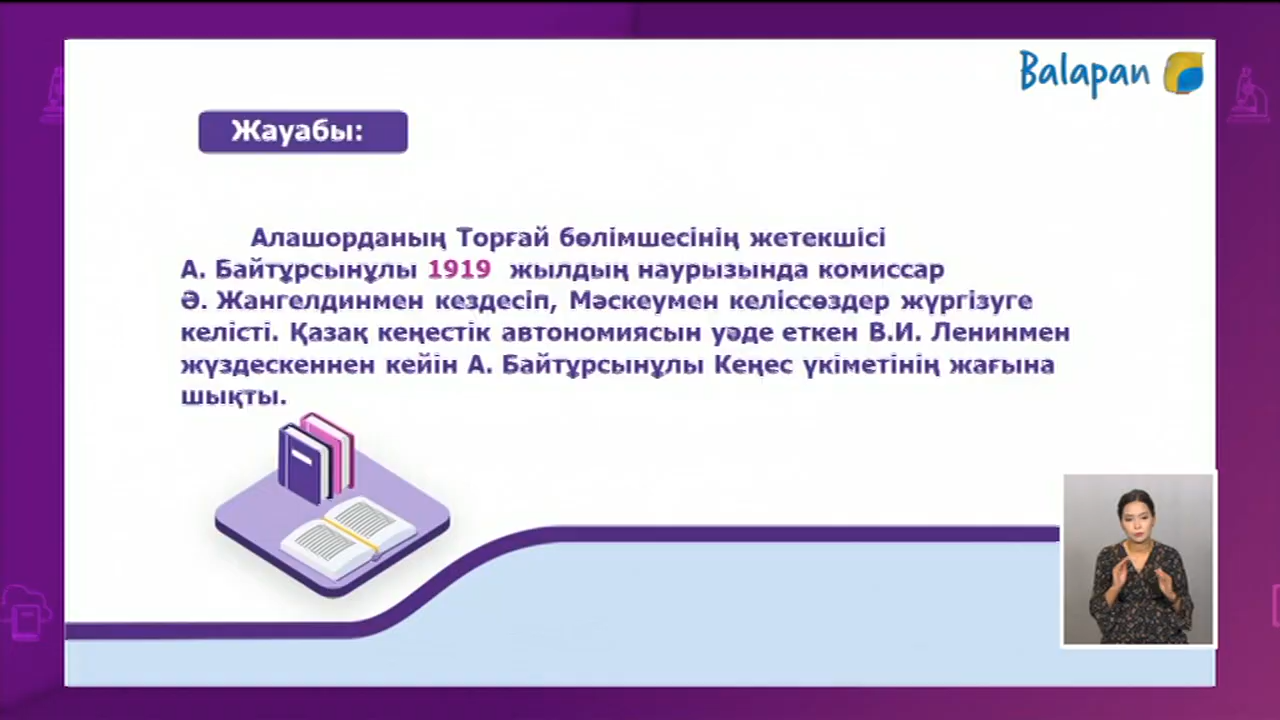 Balapan
Жауабы:
Алашорданың Торғай бөлімшесінің жетекшісі
А. Байтұрсынұлы 1919 жылдың наурызында комиссар
Ә. Жангелдинмен кездесіп, Мәскеумен келіссөздер жүргізуге
келісті. Қазақ кеңестік автономиясын уәде еткен В.И. Ленинмен
жүздескеннен кейін А. Байтұрсынұлы Кеңес үкіметінің жағына
шықты.